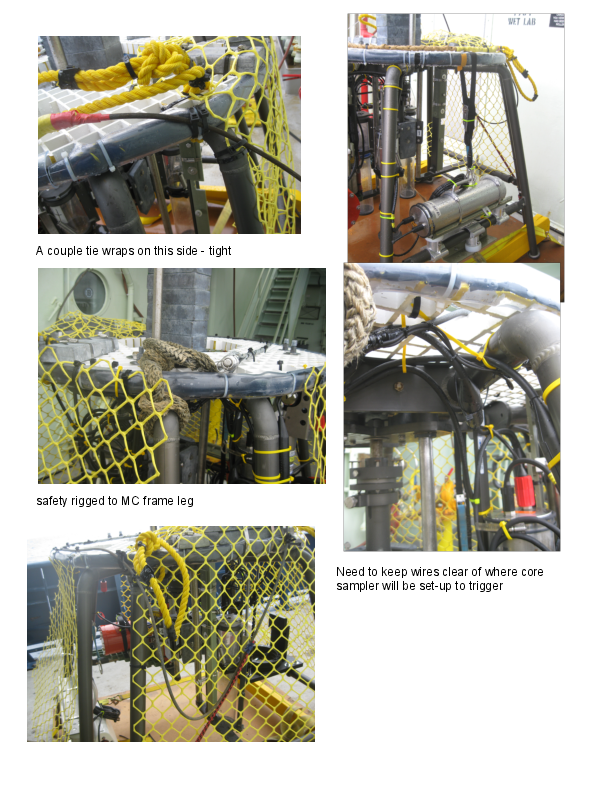 WET LAB
A couple tie wraps on this side - tight
safety rigged to MC frame leg
Need to keep wires clear of where core
sampler will be set-up to trigger